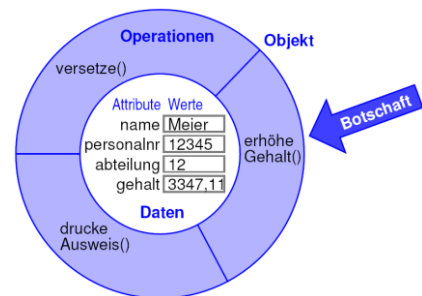 Operationen
Objekt
versetze()
Botschaft
Attribute Werte
name Meier
personalnr 12345
abteilung 12
gehalt 3347,11
erhöhe
Gehalt()
Daten
drucke
Ausweis()